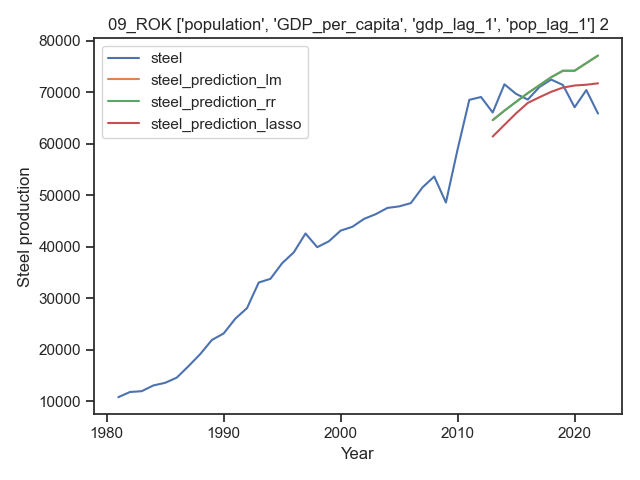 09_ROK ['population', 'GDP_per_capita', 'gdp_lag_1', 'pop_lag_1'] 2
80000
70000
60000
50000
40000
30000
20000
10000
Steel production
steel
steel_prediction_lm
steel_prediction_rr
steel_prediction_lasso
1980 1990 2000 2010 2020
Year